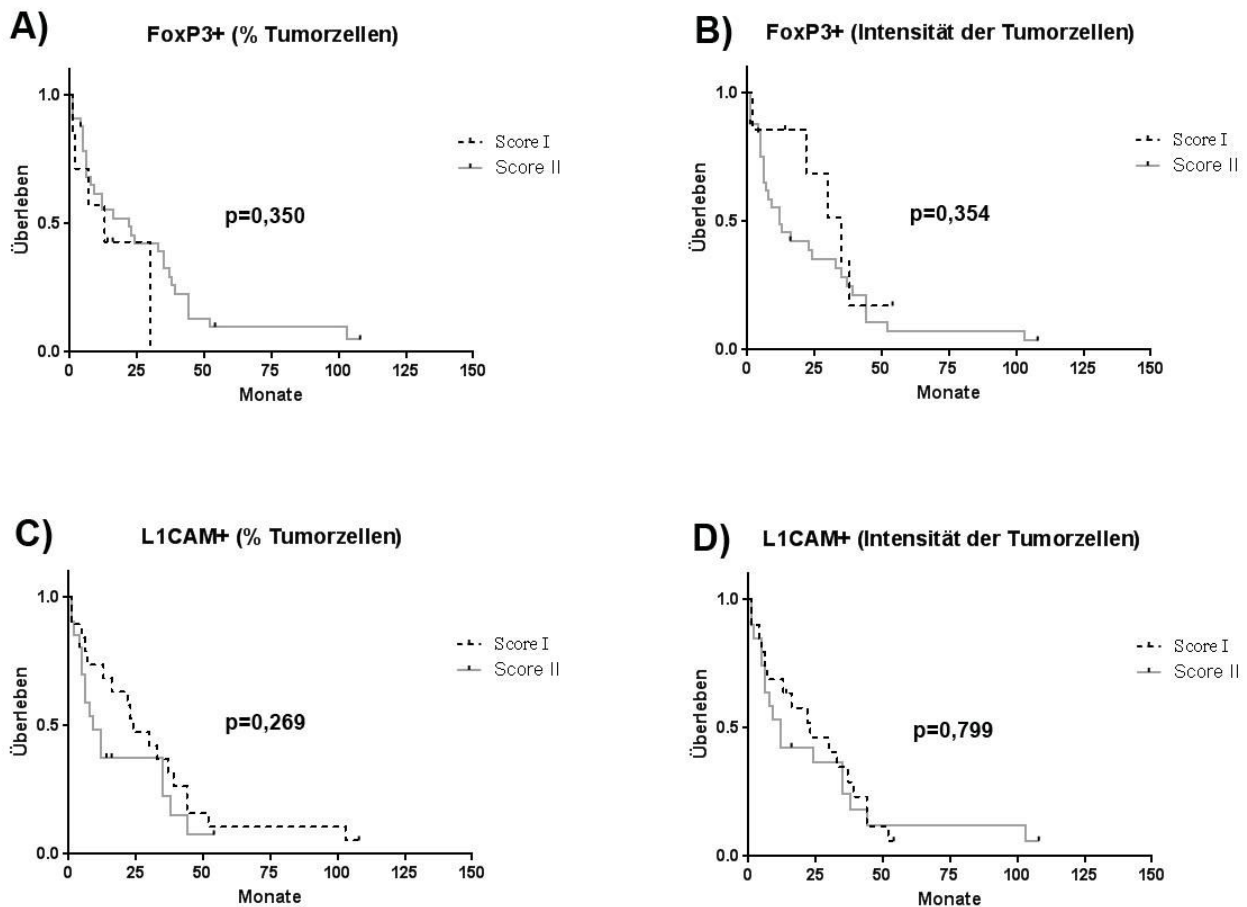 A)
FoxP3+ (% Tumorzellen)
1.0
0.5
0.0
Überleben
0 25 50 75 100 125 150
Monate
Score I
Score II
p=0,350
B)
FoxP3+ (Intensität der Tumorzellen)
1.0
0.5
0.0
Überleben
0 25 50 75 100 125 150
Monate
Score I
Score II
p=0,354
C)
L1CAM+ (% Tumorzellen)
1.0
0.5
0.0
Überleben
0 25 50 75 100 125 150
Monate
Score I
Score II
p=0,269
D)
L1CAM+ (Intensität der Tumorzellen)
1.0
0.5
0.0
Überleben
0 25 50 75 100 125 150
Monate
Score I
Score II
p=0,799